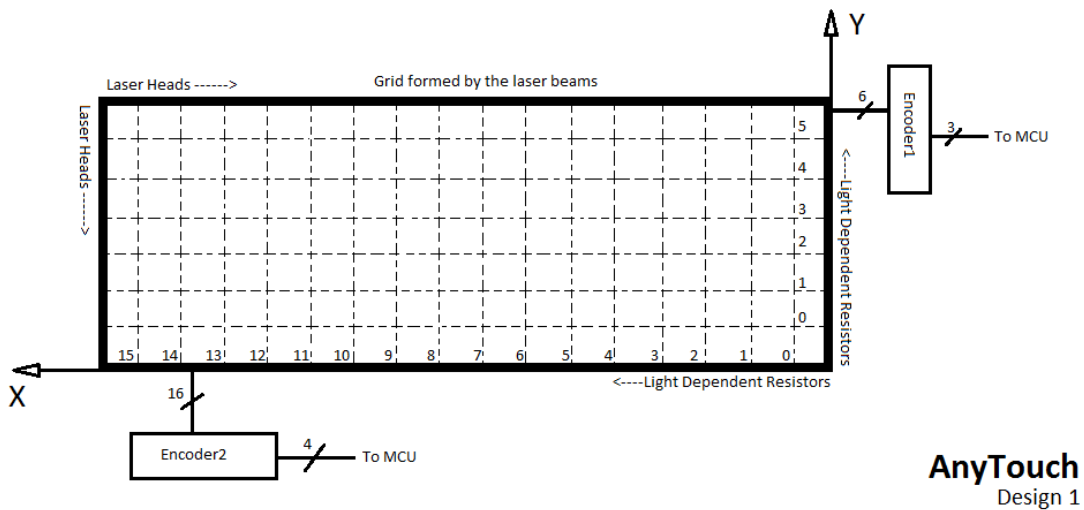 Y
Laser Heads ------>
Grid formed by the laser beams
Laser Heads ------>
6
Encoder1
3
To MCU
5
4
3
2
1
0
<----Light Dependent Resistors
15 14 13 12 11 10 9 8 7 6 5 4 3 2 1 0
X
<----Light Dependent Resistors
16
Encoder2
4
To MCU
AnyTouch
Design 1